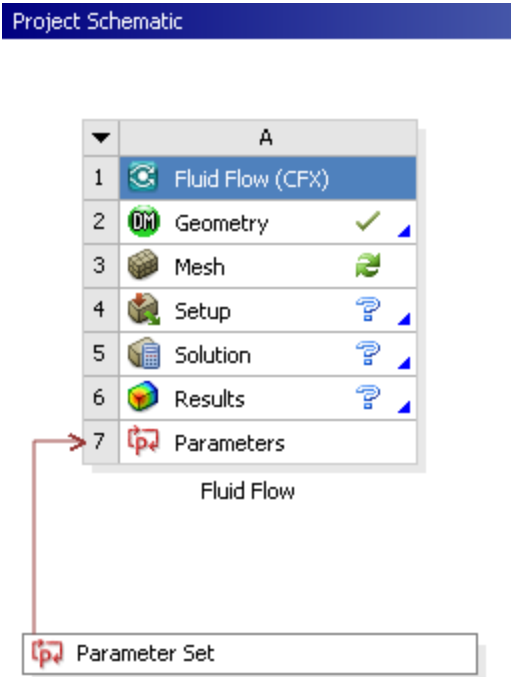 Project Schematic
A
1 Fluid Flow (CFX)
2 DM Geometry
3 Mesh
4 Setup ?
5 Solution ?
6 Results ?
7 p Parameters
Fluid Flow
p Parameter Set